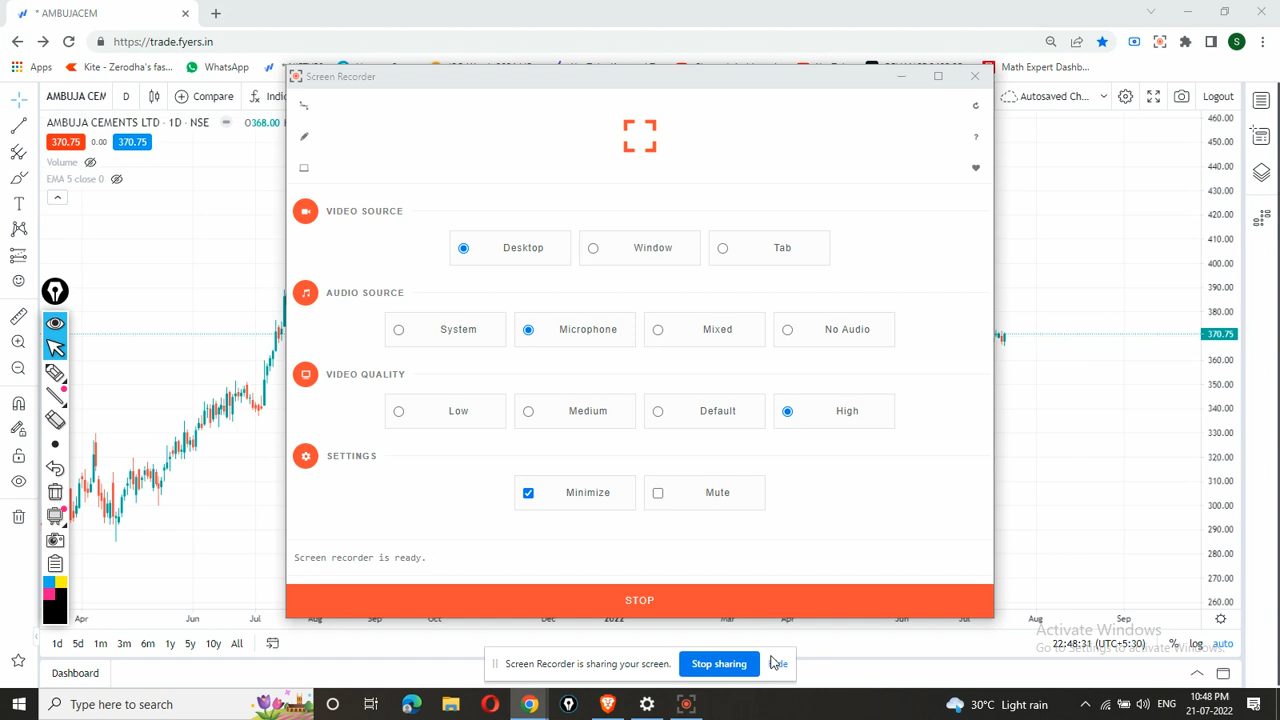 * AMBUJACEM
https://trade.fyers.in
S
Apps
Kite - Zerodha's fas...
WhatsApp
Math Expert Dashb...
Screen Recorder
AMBUJA CEM
D
Compare
Indi
Autosaved Ch...
Logout
AMBUJA CEMENTS LTD · 1D · NSE
O368.00
370.75
0.00
370.75
Volume
EMA 5 close 0
?
VIDEO SOURCE
Desktop
Window
Tab
AUDIO SOURCE
System
Microphone
Mixed
No Audio
VIDEO QUALITY
Low
Medium
Default
High
SETTINGS
Minimize
Mute
Screen recorder is ready.
STOP
460.00
450.00
440.00
430.00
420.00
410.00
400.00
390.00
380.00
370.75
360.00
350.00
340.00
330.00
320.00
310.00
300.00
290.00
280.00
270.00
260.00
Apr
Jun
Jul
Aug
Sep
Oct
Dec
2022
Mar
Apr
Jun
Jul
Aug
Sep
Activate Windows
Go to Settings to activate Windows.
1d
5d
1m
3m
6m
1y
5y
10y
All
22:48:31 (UTC+5:30)
%
log
auto
Screen Recorder is sharing your screen.
Stop sharing
Dashboard
Type here to search
30°C Light rain
ENG
10:48 PM
21-07-2022